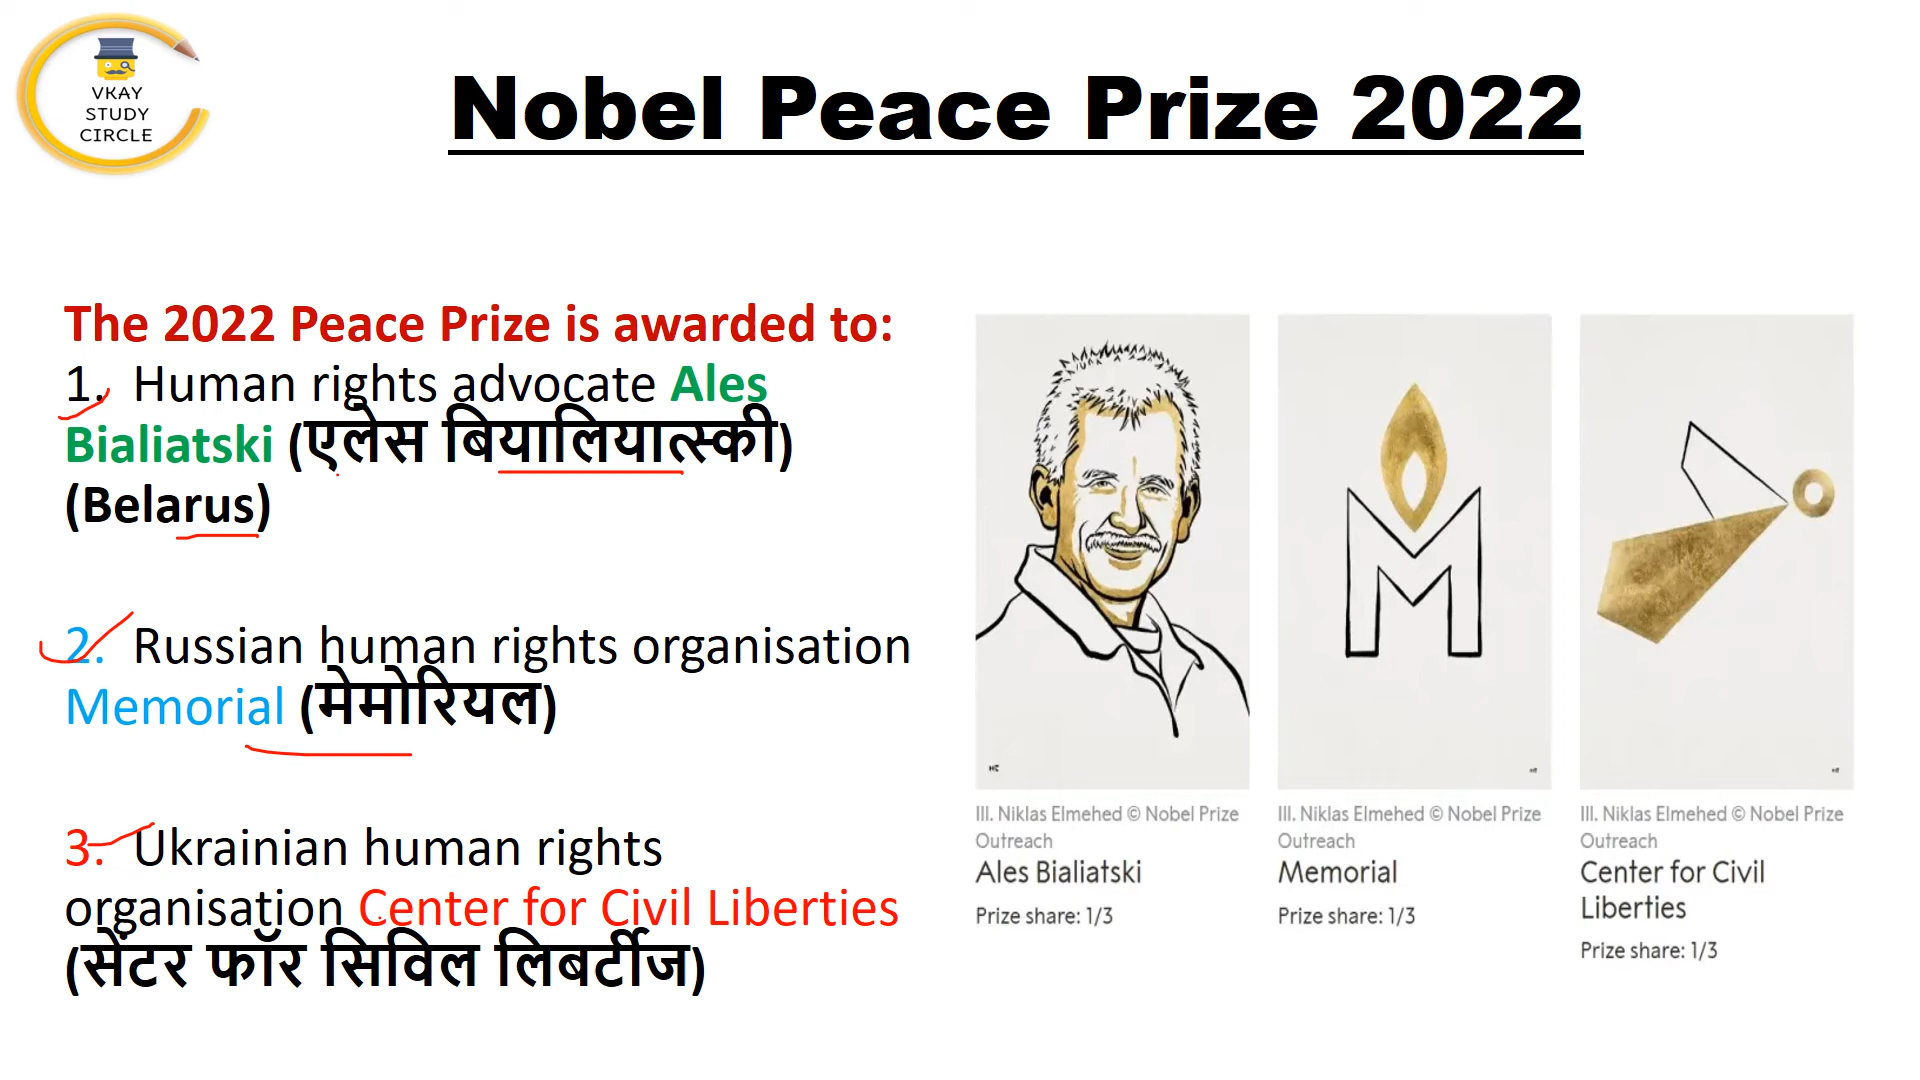 VKAY
STUDY
CIRCLE
Nobel Peace Prize 2022
The 2022 Peace Prize is awarded to:
1. Human rights advocate Ales
Bialiatski (एलेस बियालियात्स्की)
(Belarus)
2. Russian human rights organisation
Memorial (मेमोरियल)
3. Ukrainian human rights
organisation Center for Civil Liberties
(सेंटर फॉर सिविल लिबर्टीज)
III. Niklas Elmehed © Nobel Prize
Outreach
Ales Bialiatski
Prize share: 1/3
M
III. Niklas Elmehed © Nobel Prize
Outreach
Memorial
Prize share: 1/3
III. Niklas Elmehed © Nobel Prize
Outreach
Center for Civil
Liberties
Prize share: 1/3